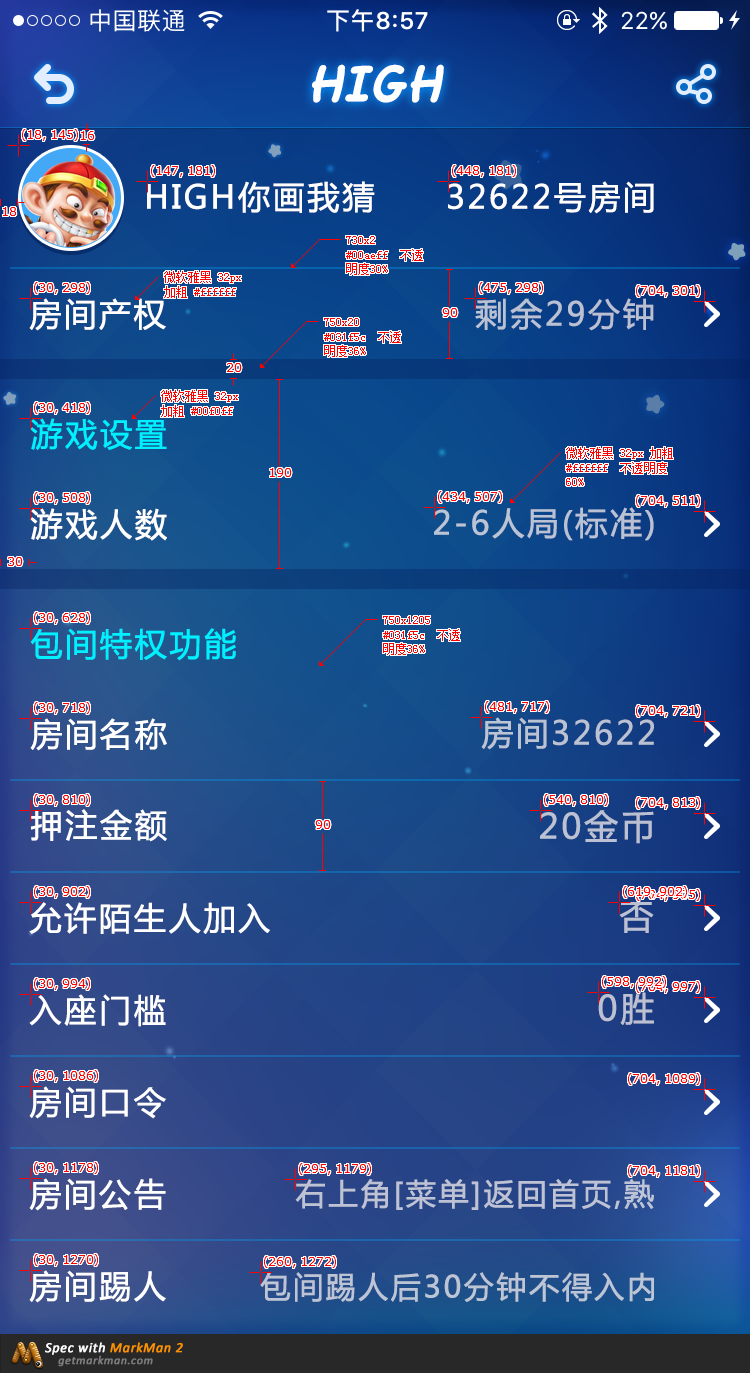 中国联通 下午8:57 22%
HIGH
(18, 145) 16
(147, 181) (448, 181)
18 HIGH你画我猜 32622号房间
730x2
#00aeff 不透
明度30%
(30, 298) 微软雅黑 32px
加粗 #ffffff
(475, 298) (704, 301)
房间产权 90 剩余29分钟
750x20
#031f5c 不透
明度36%
20
(30, 418) 微软雅黑 32px
加粗 #00f0ff
游戏设置
微软雅黑 32px 加粗
#ffffff 不透明度
60%
190
(30, 508) (434, 507) (704, 511)
游戏人数 2-6人局(标准)
30
(30, 628) 750x1205
#031f5c 不透
明度36%
包间特权功能
(30, 718) (481, 717) (704, 721)
房间名称 房间32622
(30, 810) (540, 810) (704, 813)
押注金额 90 20金币
(30, 902) (619, 902)
允许陌生人加入 否
(30, 994) (598, 992) (704, 997)
入座门槛 0胜
(30, 1086) (704, 1089)
房间口令
(30, 1178) (295, 1179) (704, 1181)
房间公告 右上角[菜单]返回首页,熟
(30, 1270) (260, 1272)
房间踢人 包间踢人后30分钟不得入内
Spec with MarkMan 2
getmarkman.com